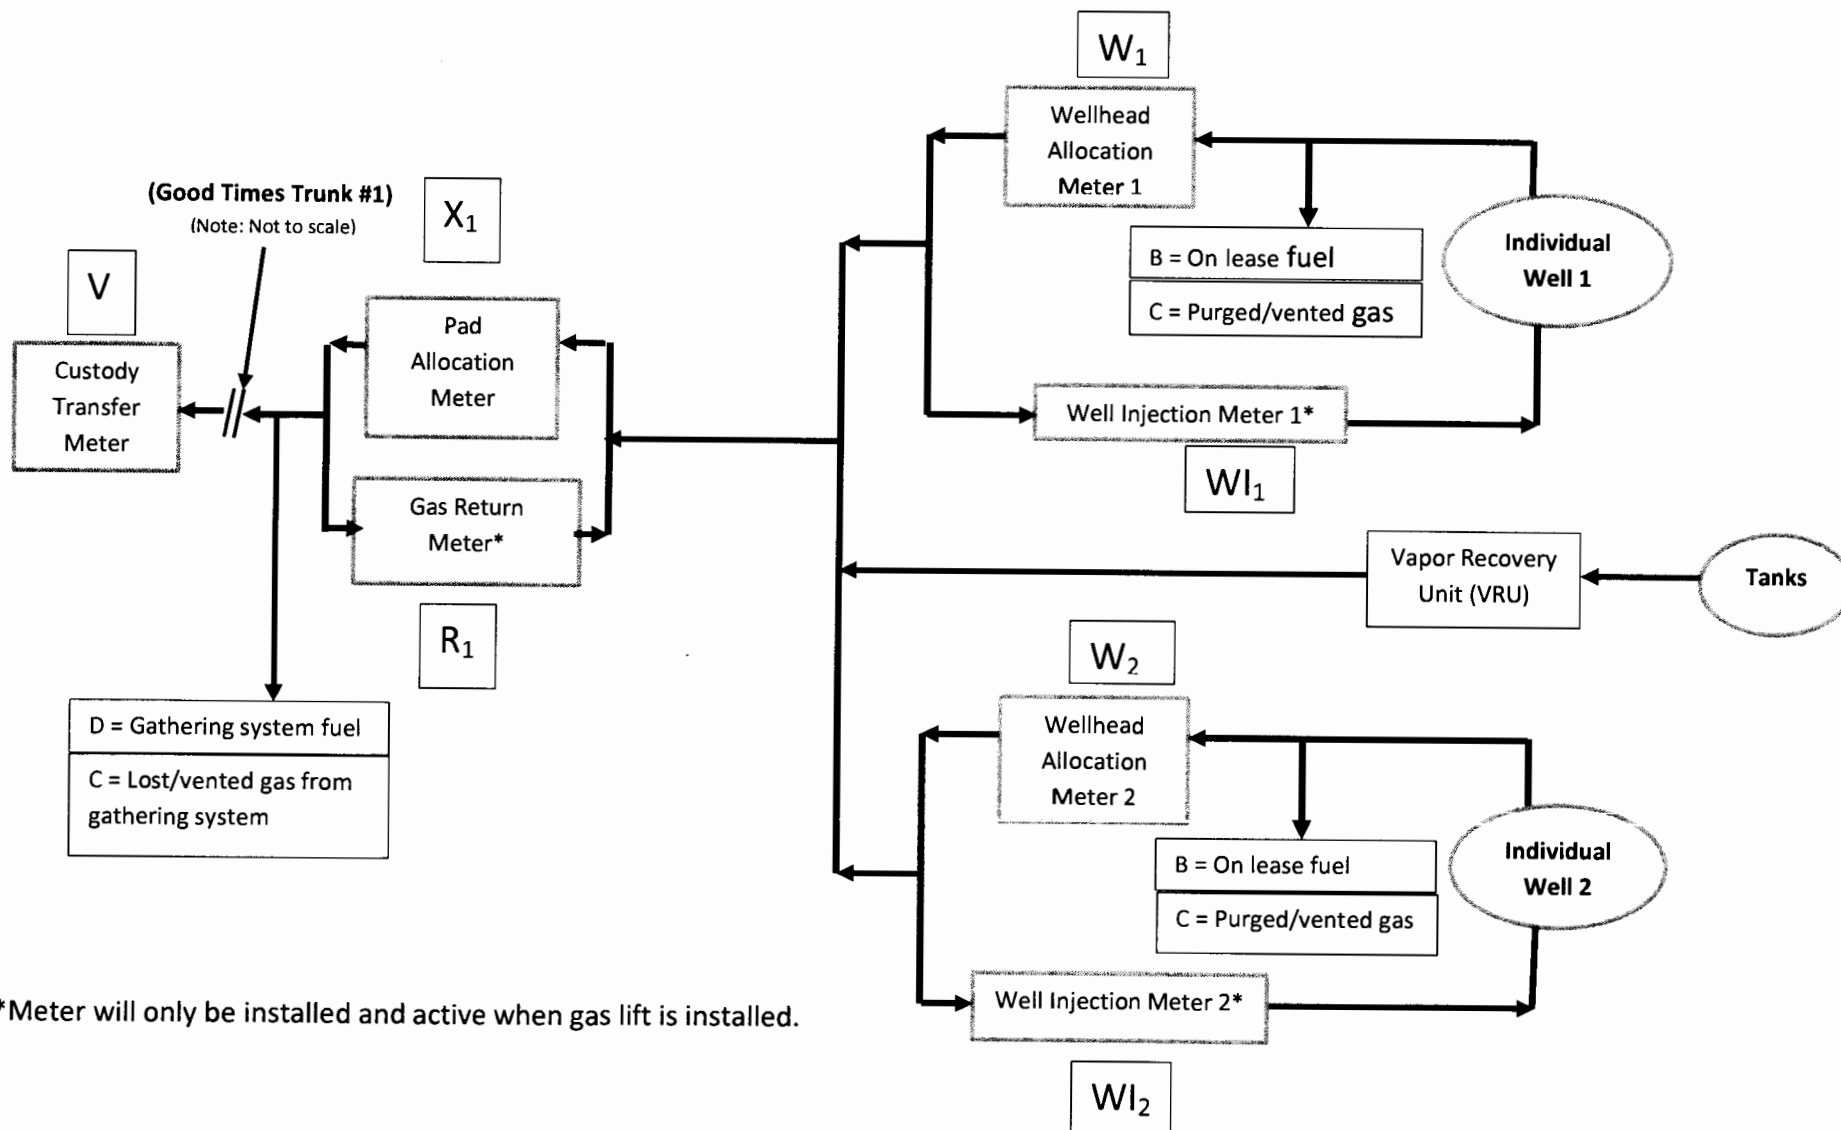 W₁
Wellhead
Allocation
Meter 1
(Good Times Trunk #1)
(Note: Not to scale)
X₁
V
Custody
Transfer
Meter
Pad
Allocation
Meter
Gas Return
Meter*
R₁
B = On lease fuel
C = Purged/vented gas
Individual
Well 1
Well Injection Meter 1*
WI₁
Vapor Recovery
Unit (VRU)
Tanks
D = Gathering system fuel
C = Lost/vented gas from
gathering system
W₂
Wellhead
Allocation
Meter 2
B = On lease fuel
C = Purged/vented gas
Individual
Well 2
Well Injection Meter 2*
WI₂
*Meter will only be installed and active when gas lift is installed.